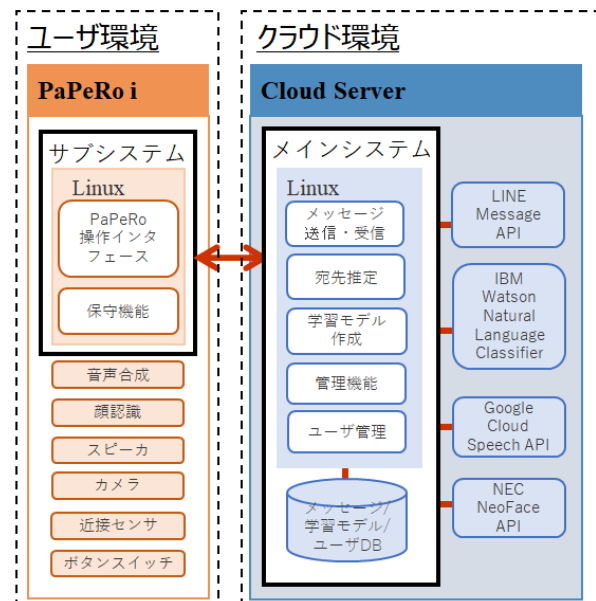 ユーザ環境
PaPeRo i
サブシステム
Linux
PaPeRo
操作インタ
フェース
保守機能
音声合成
顔認識
スピーカ
カメラ
近接センサ
ボタンスイッチ
クラウド環境
Cloud Server
メインシステム
Linux
メッセージ
送信・受信
宛先推定
学習モデル
作成
管理機能
ユーザ管理
メッセージ/
学習モデル/
ユーザDB
LINE
Message
API
IBM
Watson
Natural
Language
Classifier
Google
Cloud
Speech API
NEC
NeoFace
API